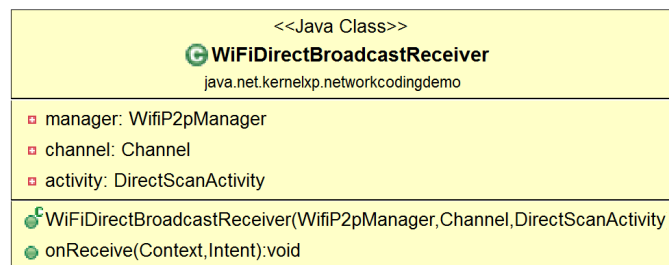 <<Java Class>>
WiFiDirectBroadcastReceiver
java.net.kernelxp.networkcodingdemo
manager: WifiP2pManager
channel: Channel
activity: DirectScanActivity
WiFiDirectBroadcastReceiver(WifiP2pManager,Channel,DirectScanActivity
onReceive(Context,Intent):void